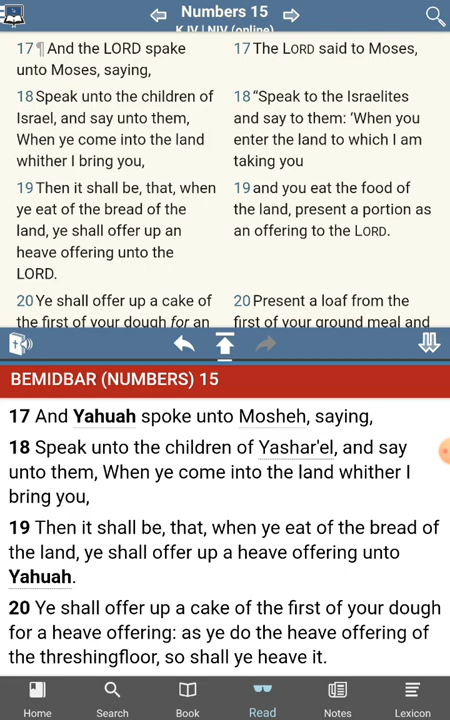 Numbers 15
KJV | NIV (online)
17¶ And the LORD spake
unto Moses, saying,
18 Speak unto the children of
Israel, and say unto them,
When ye come into the land
whither I bring you,
19 Then it shall be, that, when
ye eat of the bread of the
land, ye shall offer up an
heave offering unto the
LORD.
20 Ye shall offer up a cake of
the first of your dough for an
17 The LORD said to Moses,
18 “Speak to the Israelites
and say to them: ‘When you
enter the land to which I am
taking you
19 and you eat the food of
the land, present a portion as
an offering to the LORD.
20 Present a loaf from the
first of your ground meal and
BEMIDBAR (NUMBERS) 15
17 And Yahuah spoke unto Mosheh, saying,
18 Speak unto the children of Yashar'el, and say
unto them, When ye come into the land whither I
bring you,
19 Then it shall be, that, when ye eat of the bread of
the land, ye shall offer up a heave offering unto
Yahuah.
20 Ye shall offer up a cake of the first of your dough
for a heave offering: as ye do the heave offering of
the threshingfloor, so shall ye heave it.
Home Search Book Read Notes Lexicon